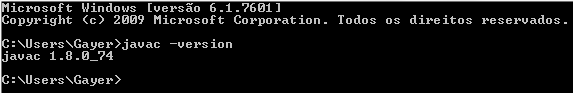 Microsoft Windows [versão 6.1.7601]
Copyright (c) 2009 Microsoft Corporation. Todos os direitos reservados.
C:\Users\Gayer>javac -version
javac 1.8.0_74
C:\Users\Gayer>